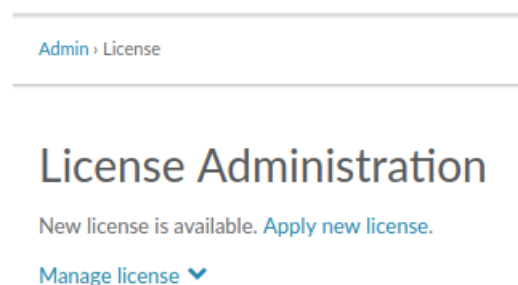 Admin › License
License Administration
New license is available. Apply new license.
Manage license